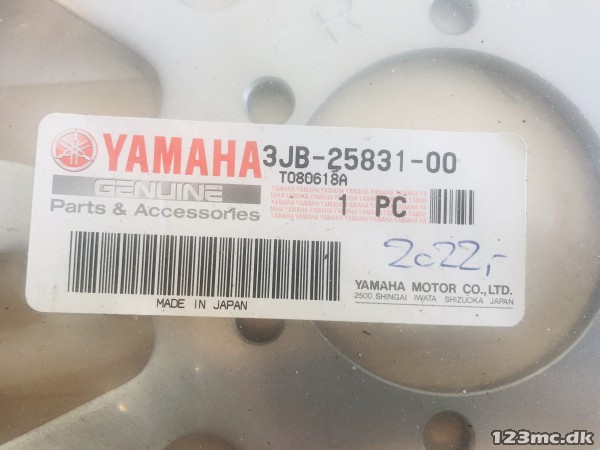 YAMAHA 3JB-25831-00
GENUINE T080618A
Parts & Accessories 1 PC
2022,-
MADE IN JAPAN
YAMAHA MOTOR CO.,LTD.
2500 SHINGAI IWATA SHIZUOKA JAPAN
123mc.dk